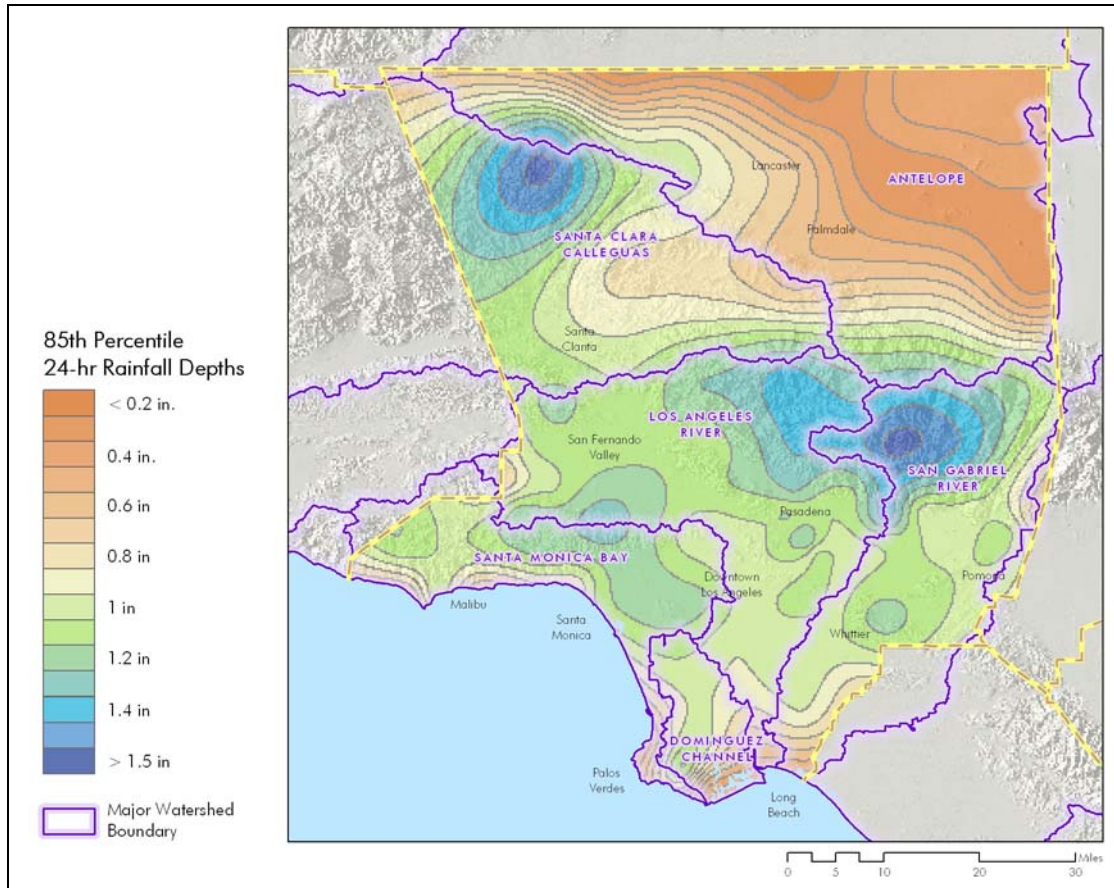 85th Percentile
24-hr Rainfall Depths
< 0.2 in.
0.4 in.
0.6 in
0.8 in
1 in
1.2 in
1.4 in
> 1.5 in
Major Watershed
Boundary
Lancaster
ANTELOPE
Palmdale
SANTA CLARA
CALLEGUAS
Santa
Clarita
LOS ANGELES
RIVER
San Fernando
Valley
SAN GABRIEL
RIVER
Pasadena
SANTA MONICA BAY
Downtown
Los Angeles
Pomona
Malibu
Santa
Monica
Whittier
DOMINGUEZ
CHANNEL
Palos
Verdes
Long
Beach
Miles
0 5 10 20 30